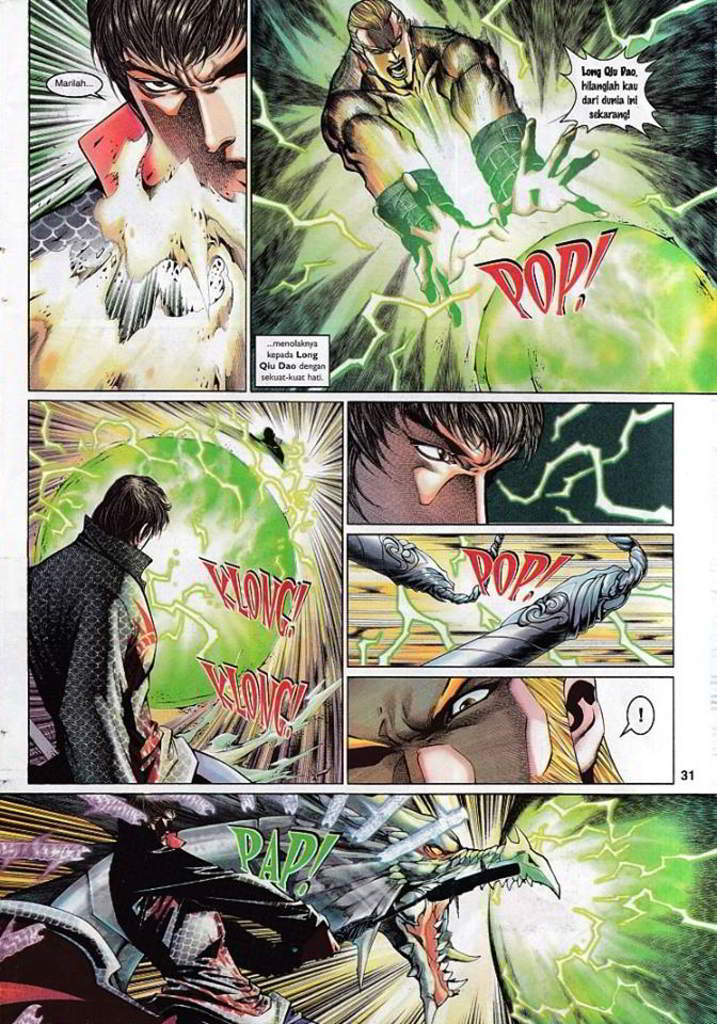 Marilah...
Long Qiu Dao,
hilanglah kau
dari dunia ini
sekarang!
POP!
...menolaknya
kepada Long
Qiu Dao dengan
sekuat-kuat hati.
KLONG!
KLONG!
POP!
!
31
PAP!